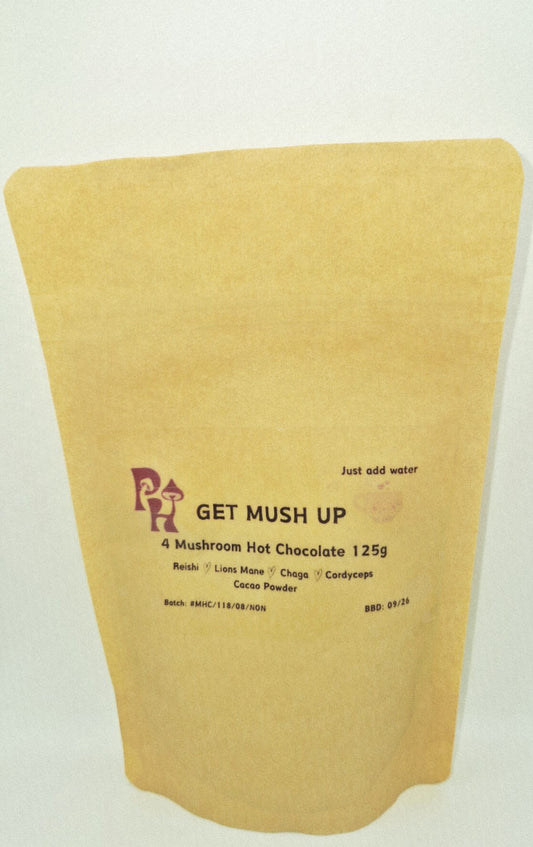 Just add water
PH
GET MUSH UP
4 Mushroom Hot Chocolate 125g
Reishi Lions Mane Chaga Cordyceps
Cacao Powder
Batch: #MHC/118/08/NON
BBD: 09/26